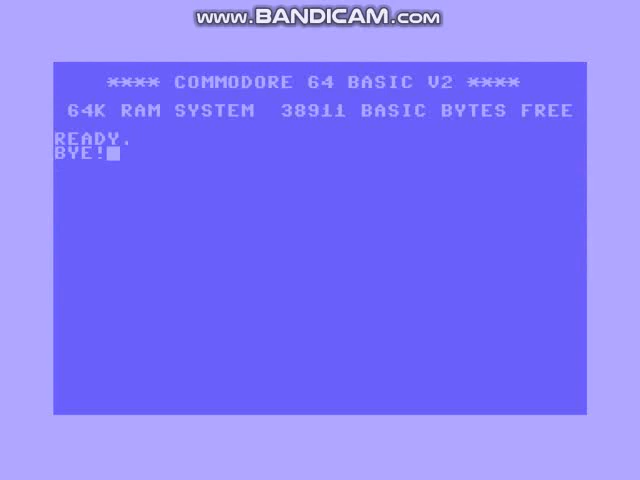 www.BANDICAM.com
**** COMMODORE 64 BASIC V2 ****
64K RAM SYSTEM  38911 BASIC BYTES FREE
READY.
BYE!